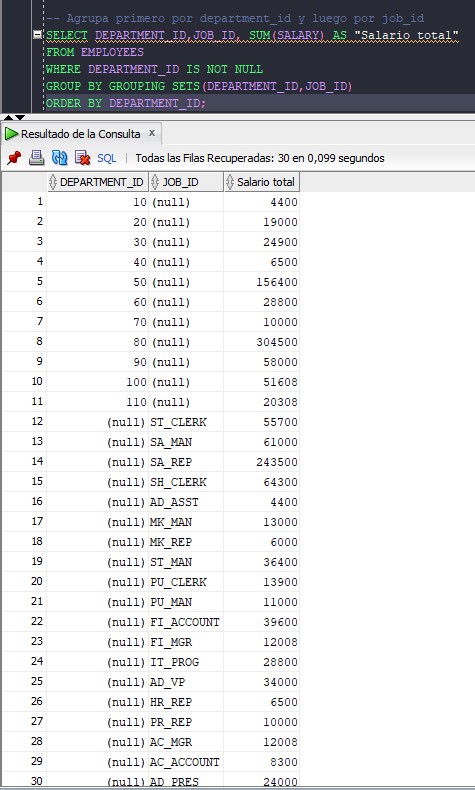 -- Agrupa primero por department_id y luego por job_id
SELECT DEPARTMENT_ID,JOB_ID, SUM(SALARY) AS "Salario total"
FROM EMPLOYEES
WHERE DEPARTMENT_ID IS NOT NULL
GROUP BY GROUPING SETS(DEPARTMENT_ID,JOB_ID)
ORDER BY DEPARTMENT_ID;
Resultado de la Consulta x
SQL | Todas las Filas Recuperadas: 30 en 0,099 segundos
DEPARTMENT_ID JOB_ID Salario total
1 10 (null) 4400
2 20 (null) 19000
3 30 (null) 24900
4 40 (null) 6500
5 50 (null) 156400
6 60 (null) 28800
7 70 (null) 10000
8 80 (null) 304500
9 90 (null) 58000
10 100 (null) 51608
11 110 (null) 20308
12 (null) ST_CLERK 55700
13 (null) SA_MAN 61000
14 (null) SA_REP 243500
15 (null) SH_CLERK 64300
16 (null) AD_ASST 4400
17 (null) MK_MAN 13000
18 (null) MK_REP 6000
19 (null) ST_MAN 36400
20 (null) PU_CLERK 13900
21 (null) PU_MAN 11000
22 (null) FI_ACCOUNT 39600
23 (null) FI_MGR 12008
24 (null) IT_PROG 28800
25 (null) AD_VP 34000
26 (null) HR_REP 6500
27 (null) PR_REP 10000
28 (null) AC_MGR 12008
29 (null) AC_ACCOUNT 8300
30 (null) AD_PRES 24000